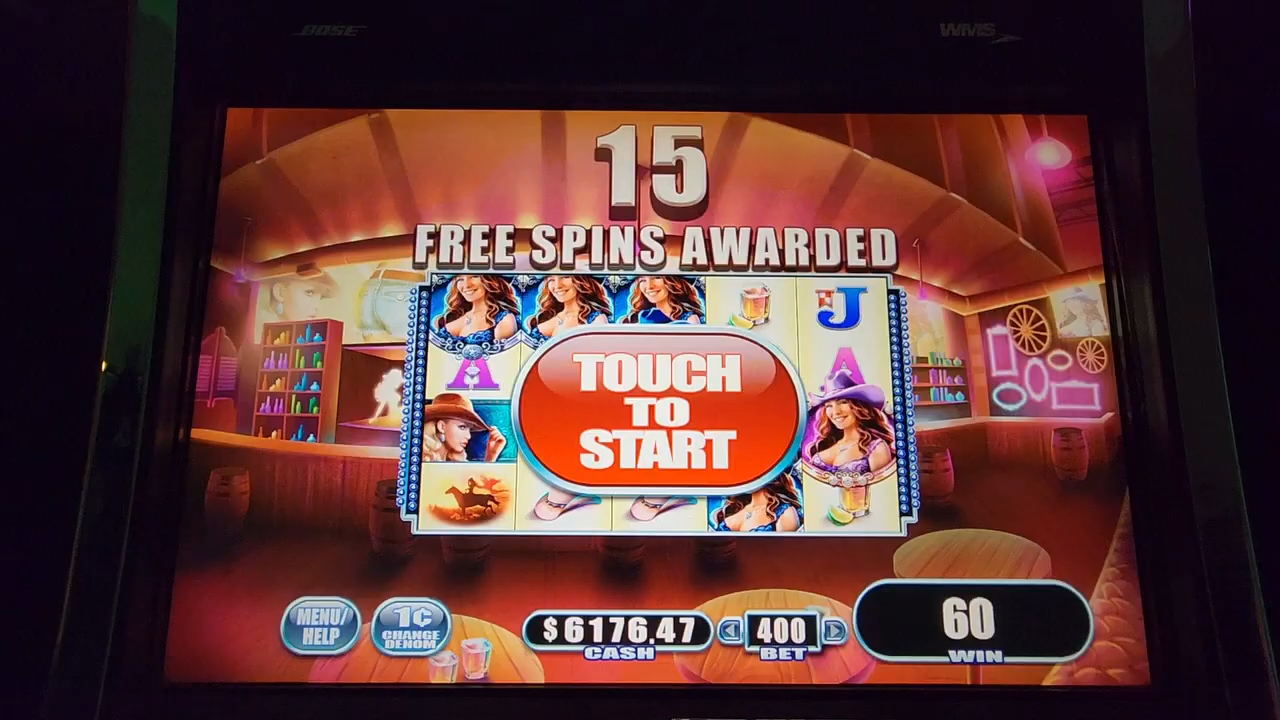 BOSE
WMS
15
FREE SPINS AWARDED
J
A
A
TOUCH
TO
START
MENU/
HELP
1¢
CHANGE
DENOM
$6176.47
CASH
400
BET
60
WIN